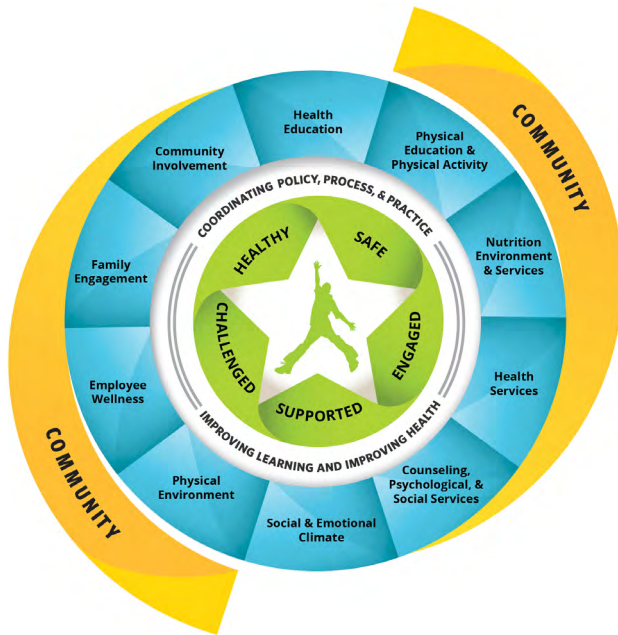 COMMUNITY
Health
Education
Physical
Education &
Physical Activity
Nutrition
Environment
& Services
Health
Services
Counseling,
Psychological, &
Social Services
Social & Emotional
Climate
Physical
Environment
Employee
Wellness
Family
Engagement
Community
Involvement
COORDINATING POLICY, PROCESS, & PRACTICE
IMPROVING LEARNING AND IMPROVING HEALTH
HEALTHY
SAFE
ENGAGED
SUPPORTED
CHALLENGED
COMMUNITY